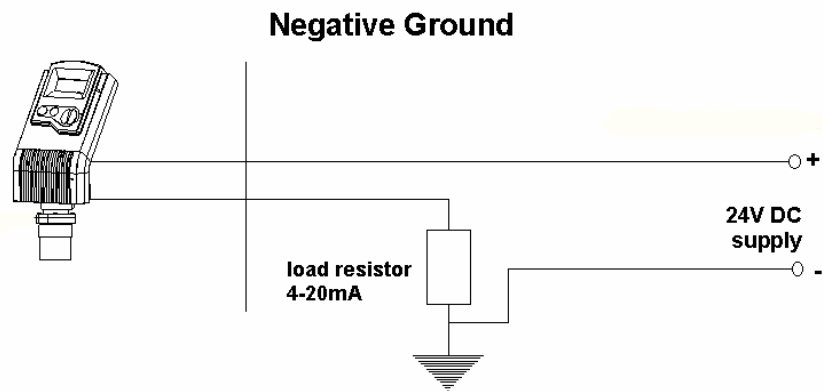 Negative Ground
+
24V DC
supply
-
load resistor
4-20mA